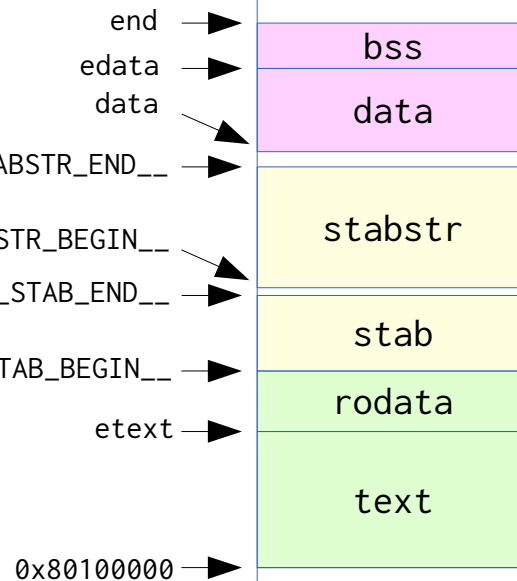 end
bss
edata
data
data
ABSTR_END__
stabstr
STR_BEGIN__
_STAB_END__
stab
TAB_BEGIN__
rodata
etext
text
0x80100000